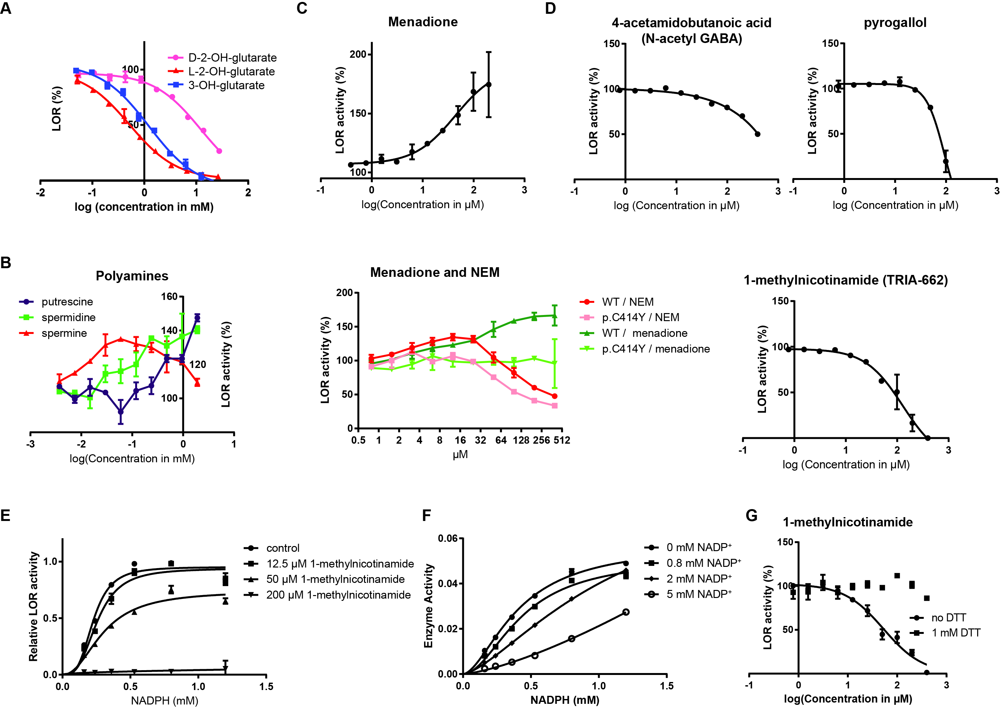 A
LOR (%)
100
50
D-2-OH-glutarate
L-2-OH-glutarate
3-OH-glutarate
-2 -1 0 1 2
log (concentration in mM)
C
Menadione
LOR activity (%)
200
150
100
-1 0 1 2 3
log(Concentration in µM)
D
4-acetamidobutanoic acid
(N-acetyl GABA)
LOR activity (%)
150
100
50
-1 0 1 2 3
log (Concentration in µM)
pyrogallol
LOR activity (%)
150
100
50
-1 0 1 2 3
log (Concentration in µM)
B
Polyamines
putrescine
spermidine
spermine
160
140
120
100
LOR activity (%)
-3 -2 -1 0 1
log(Concentration in mM)
Menadione and NEM
LOR activity (%)
200
150
100
50
0
0.5 1 2 4 8 16 32 64 128 256 512
µM
WT / NEM
p.C414Y / NEM
WT / menadione
p.C414Y / menadione
1-methylnicotinamide (TRIA-662)
LOR activity (%)
150
100
50
-1 0 1 2 3
log (Concentration in µM)
E
Relative LOR activity
1.0
0.5
0.0
0.0 0.5 1.0 1.5
NADPH (mM)
control
12.5 µM 1-methylnicotinamide
50 µM 1-methylnicotinamide
200 µM 1-methylnicotinamide
F
Enzyme Activity
0.06
0.04
0.02
0.00
0.0 0.5 1.0 1.5
NADPH (mM)
0 mM NADP⁺
0.8 mM NADP⁺
2 mM NADP⁺
5 mM NADP⁺
G
1-methylnicotinamide
LOR activity (%)
150
100
50
-1 0 1 2 3
log(Concentration in µM)
no DTT
1 mM DTT